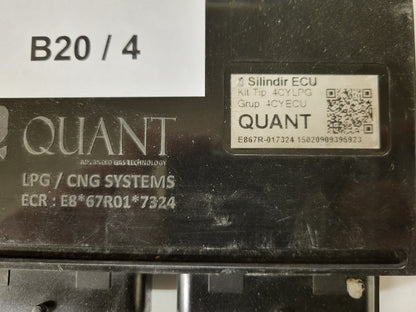 B20 / 4
4 Silindir ECU
Kit Tip: 4CYLPG
Grup: 4CYECU
QUANT
E867R-017324 15020909395923
QUANT
ADVANCED GAS TECHNOLOGY
LPG / CNG SYSTEMS
ECR : E8*67R01*7324